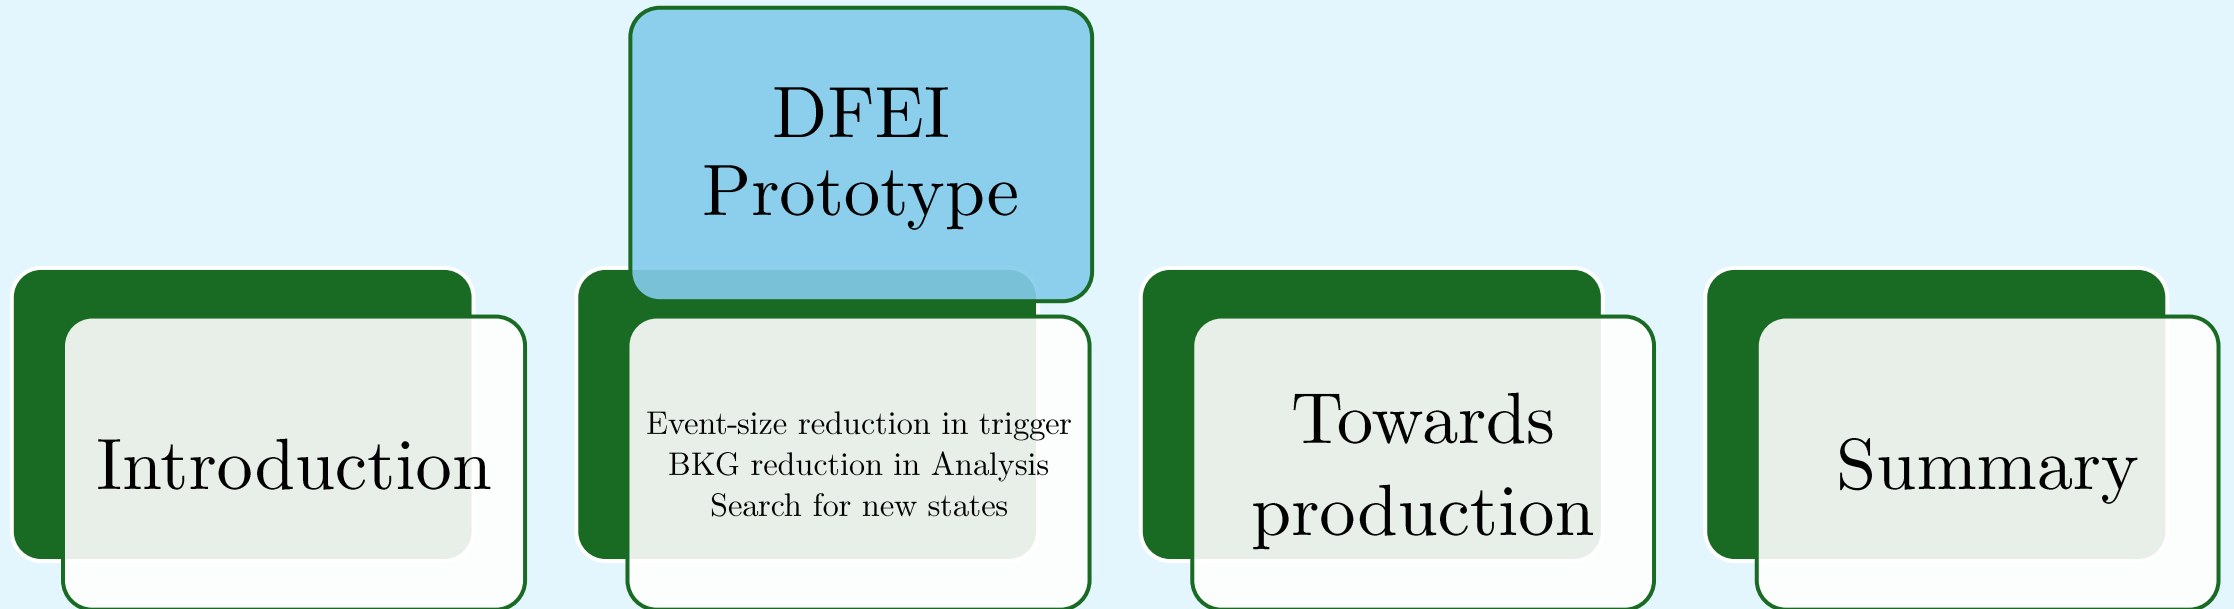 DFEI
Prototype
Introduction
Event-size reduction in trigger
BKG reduction in Analysis
Search for new states
Towards
production
Summary